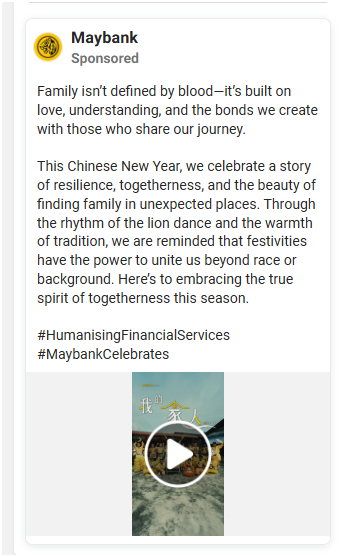 Maybank
Sponsored
Family isn’t defined by blood—it’s built on
love, understanding, and the bonds we create
with those who share our journey.
This Chinese New Year, we celebrate a story
of resilience, togetherness, and the beauty of
finding family in unexpected places. Through
the rhythm of the lion dance and the warmth
of tradition, we are reminded that festivities
have the power to unite us beyond race or
background. Here’s to embracing the true
spirit of togetherness this season.
#HumanisingFinancialServices
#MaybankCelebrates
我的家人